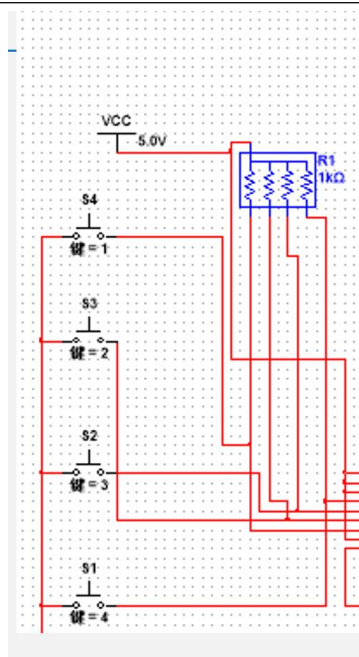 VCC
5.0V
R1
1kΩ
S4
键 = 1
S3
键 = 2
S2
键 = 3
S1
键 = 4